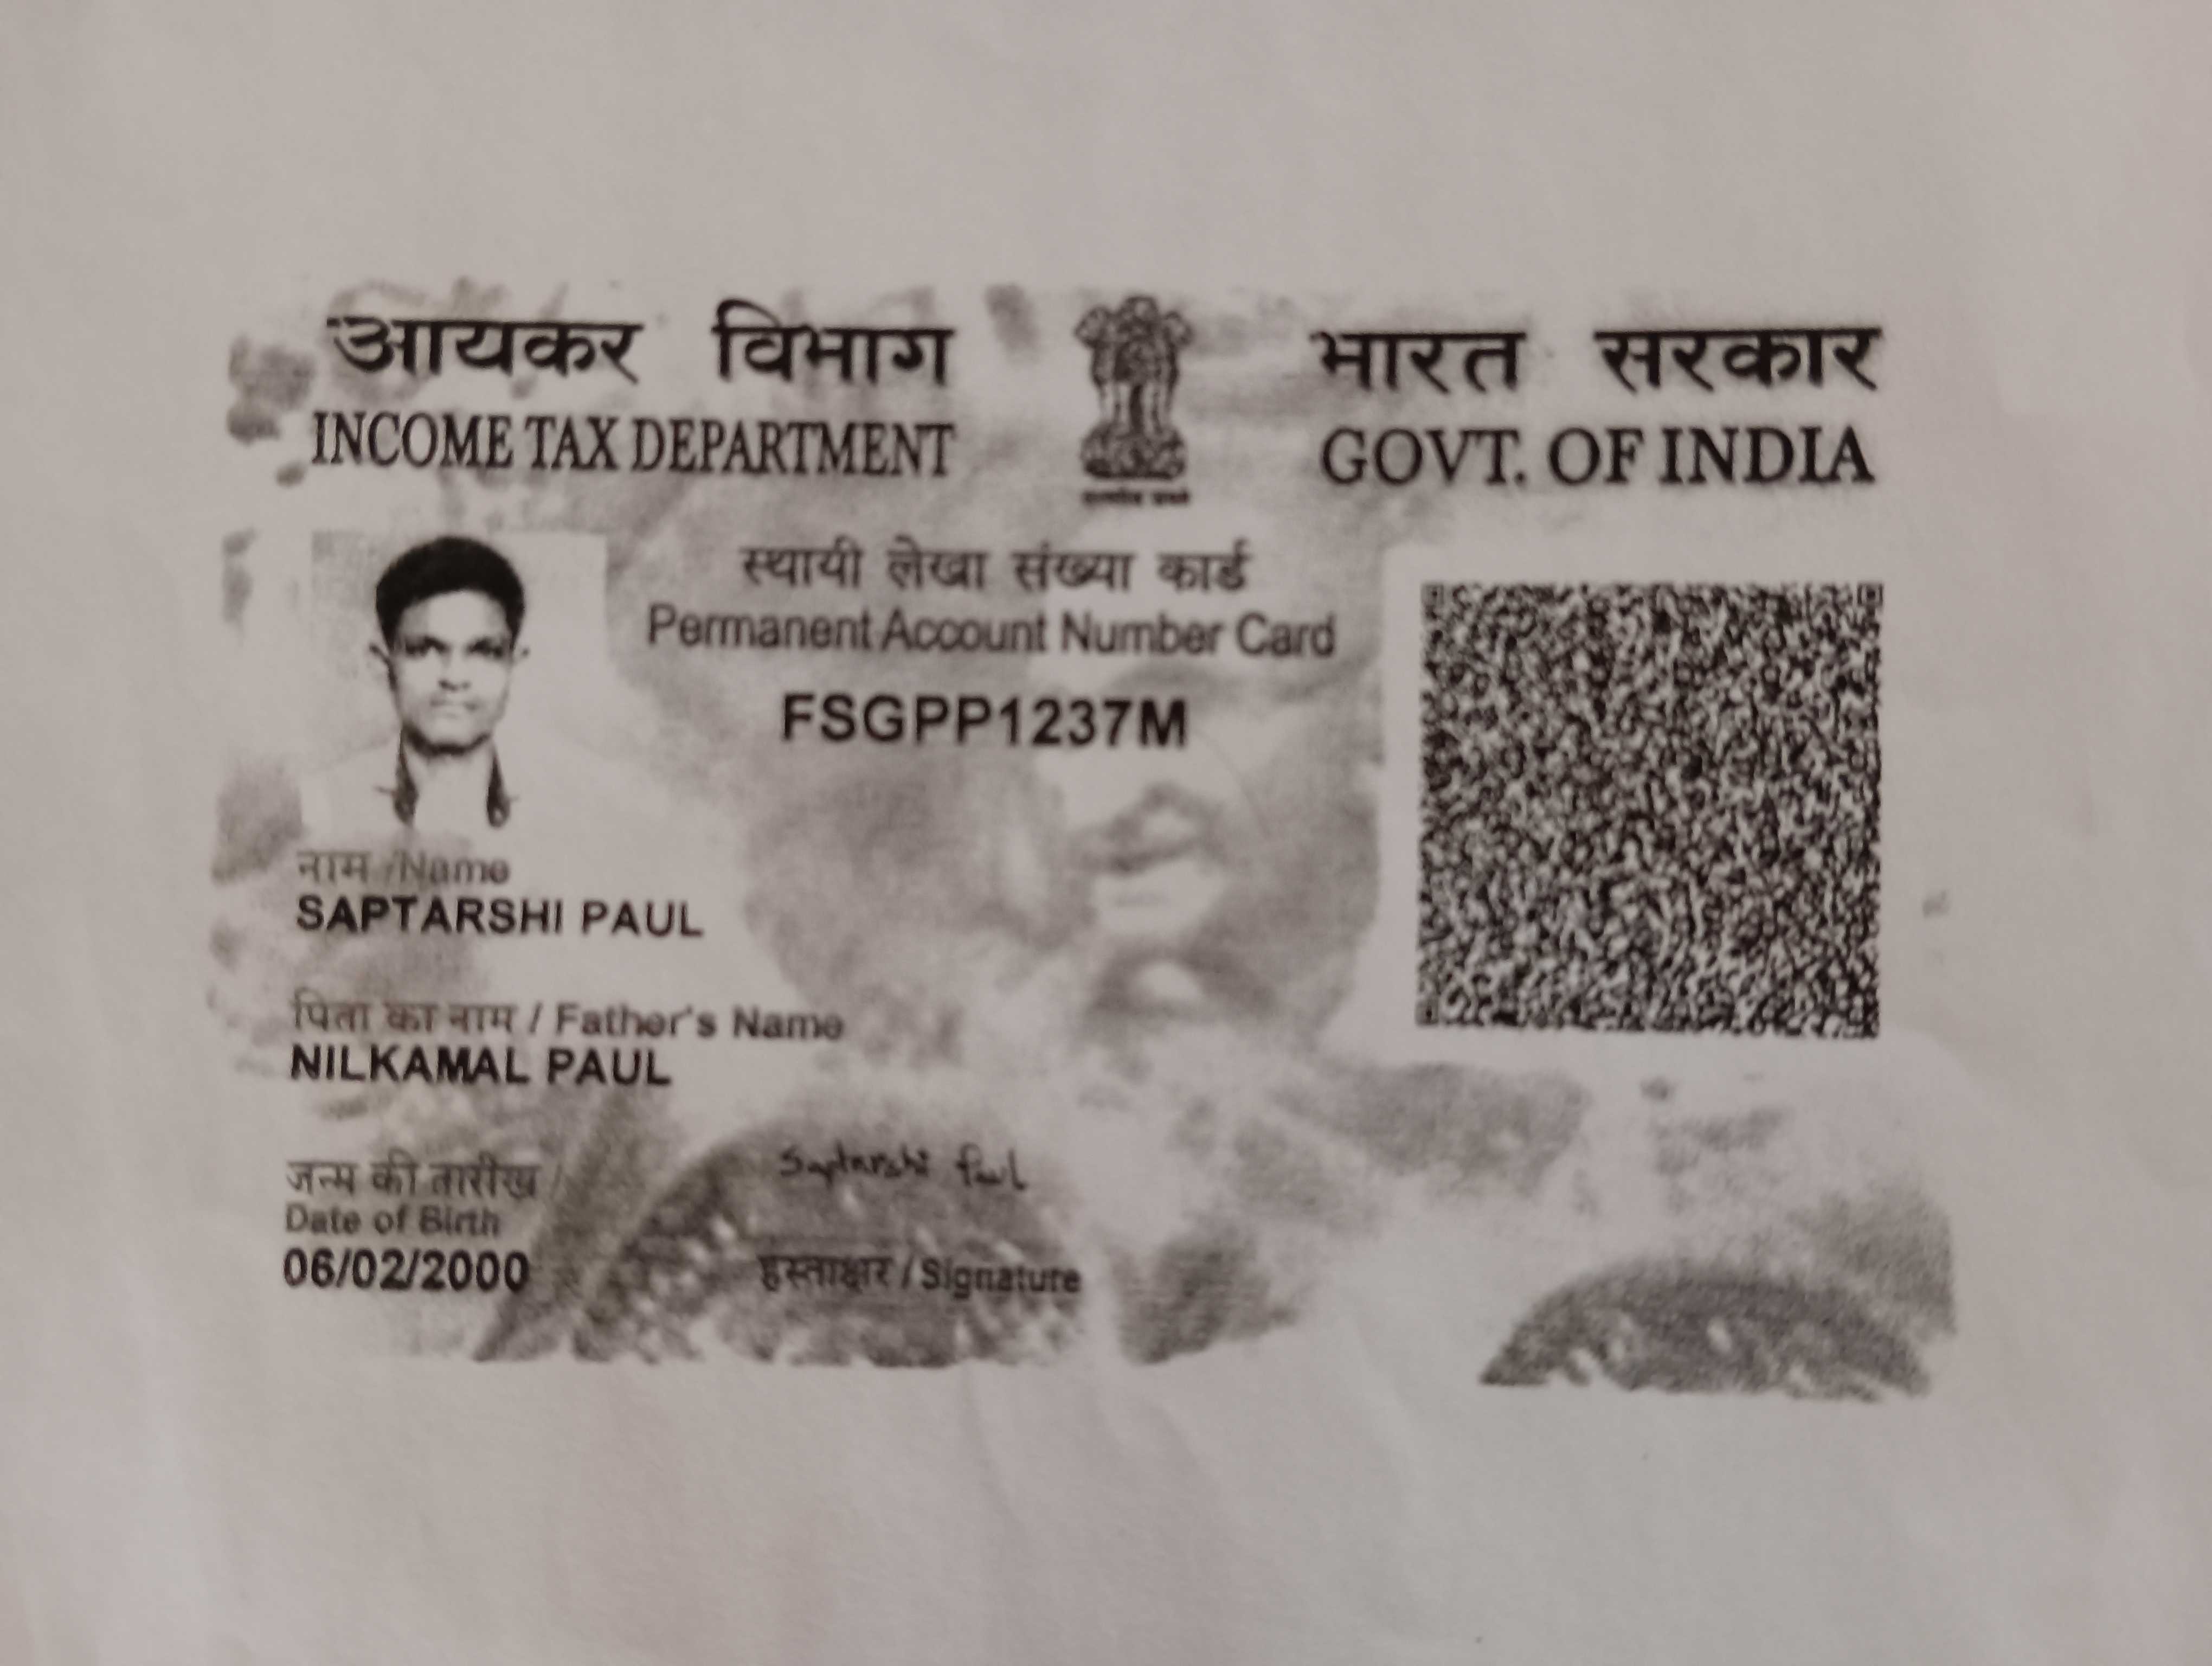 आयकर विभाग
INCOME TAX DEPARTMENT
भारत सरकार
GOVT. OF INDIA
स्थायी लेखा संख्या कार्ड
Permanent Account Number Card
FSGPP1237M
नाम /Name
SAPTARSHI PAUL
पिता का नाम / Father's Name
NILKAMAL PAUL
जन्म की तारीख /
Date of Birth
06/02/2000
Saptarshi Paul
हस्ताक्षर / Signature